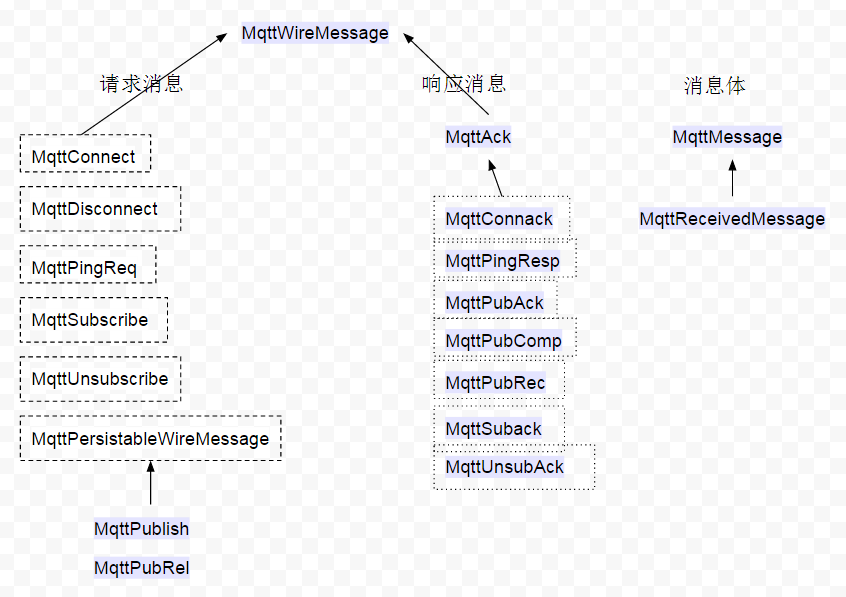 MqttWireMessage
请求消息
响应消息
消息体
MqttAck
MqttMessage
MqttConnect
MqttDisconnect
MqttPingReq
MqttSubscribe
MqttUnsubscribe
MqttPersistableWireMessage
MqttPublish
MqttPubRel
MqttConnack
MqttPingResp
MqttPubAck
MqttPubComp
MqttPubRec
MqttSuback
MqttUnsubAck
MqttReceivedMessage